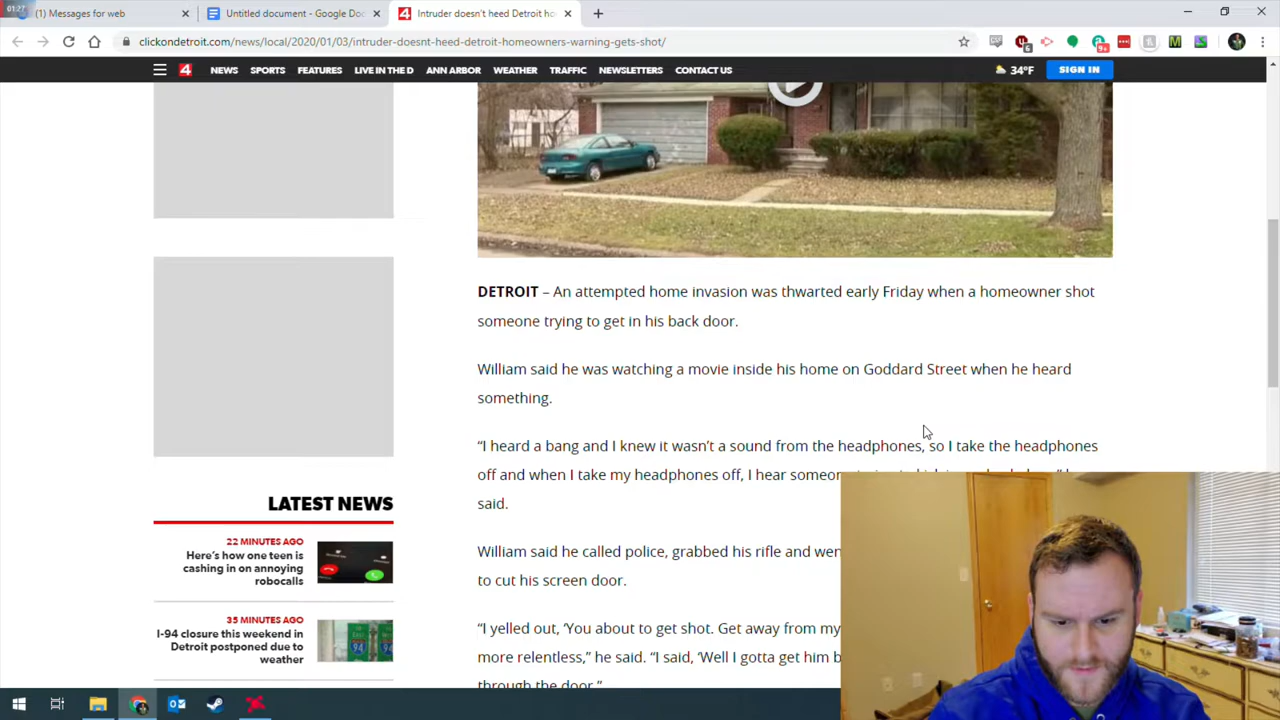 01:27
(1) Messages for web
Untitled document - Google Doc
Intruder doesn't heed Detroit ho
clickondetroit.com/news/local/2020/01/03/intruder-doesnt-heed-detroit-homeowners-warning-gets-shot/
6
9+
4 NEWS SPORTS FEATURES LIVE IN THE D ANN ARBOR WEATHER TRAFFIC NEWSLETTERS CONTACT US 34°F SIGN IN
DETROIT – An attempted home invasion was thwarted early Friday when a homeowner shot
someone trying to get in his back door.
William said he was watching a movie inside his home on Goddard Street when he heard
something.
“I heard a bang and I knew it wasn’t a sound from the headphones, so I take the headphones
off and when I take my headphones off, I hear
said.
William said he called police, grabbed his rifle and
to cut his screen door.
“I yelled out, ‘You about to get shot. Get away from my
more relentless,” he said. “I said, ‘Well I gotta get him
through the door.”
LATEST NEWS
22 MINUTES AGO
Here’s how one teen is
cashing in on annoying
robocalls
35 MINUTES AGO
I-94 closure this weekend in
Detroit postponed due to
weather